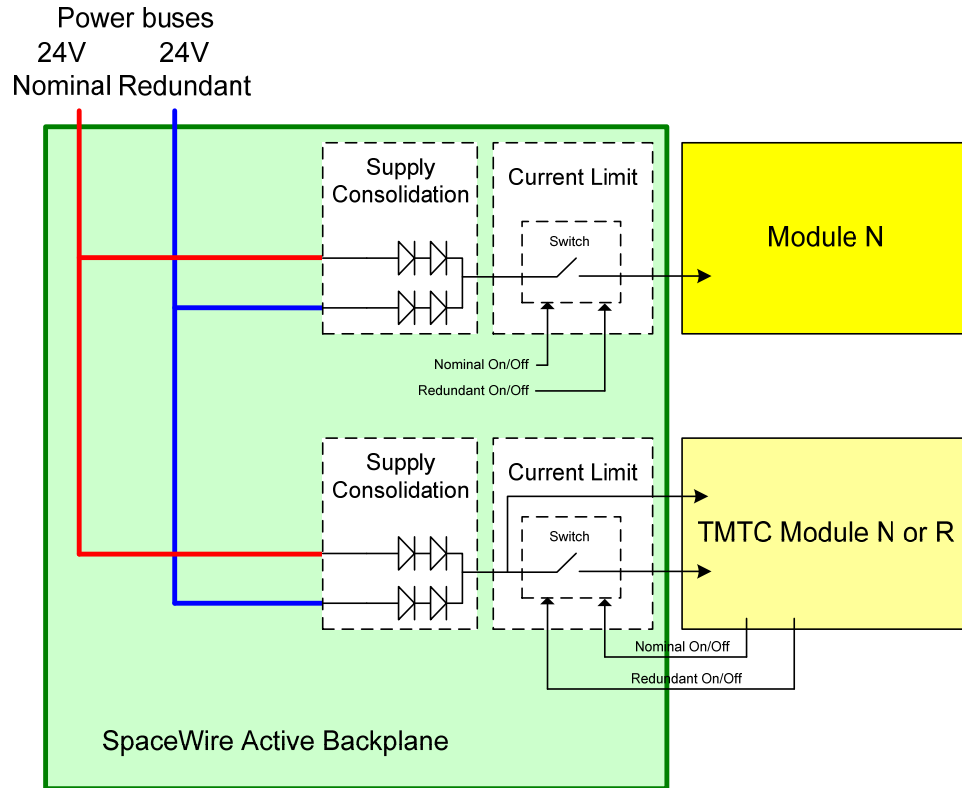 Power buses
24V 24V
Nominal Redundant
Supply
Consolidation
Current Limit
Switch
Module N
Nominal On/Off
Redundant On/Off
Supply
Consolidation
Current Limit
Switch
TMTC Module N or R
Nominal On/Off
Redundant On/Off
SpaceWire Active Backplane